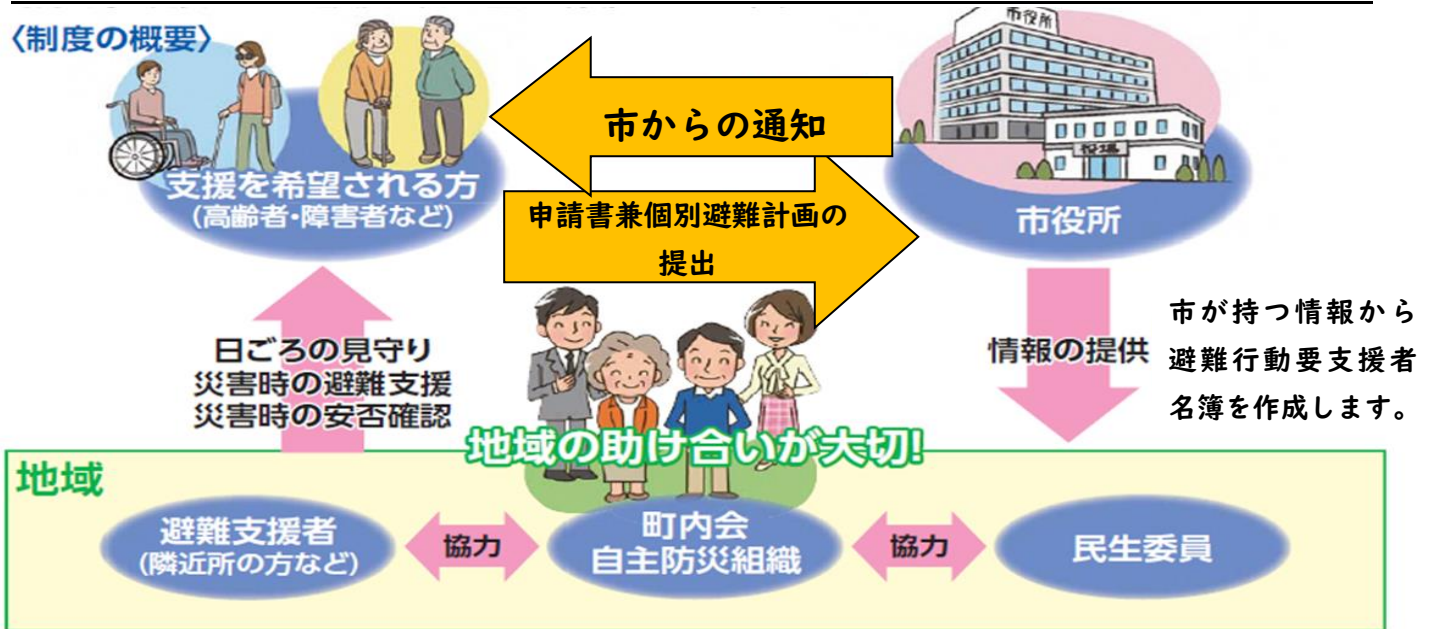 〈制度の概要〉
市役所
市からの通知
役場
支援を希望される方
(高齢者・障害者など)
申請書兼個別避難計画の
提出
市役所
日ごろの見守り
災害時の避難支援
災害時の安否確認
情報の提供
市が持つ情報から
避難行動要支援者
名簿を作成します。
地域の助け合いが大切!
地域
避難支援者
(隣近所の方など)
協力
町内会
自主防災組織
協力
民生委員